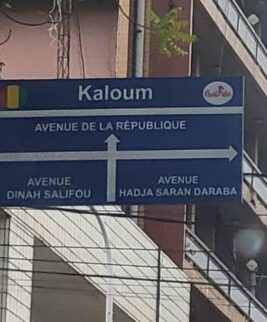 Kaloum
AVENUE DE LA RÉPUBLIQUE
AVENUE
DINAH SALIFOU
AVENUE
HADJA SARAN DARABA